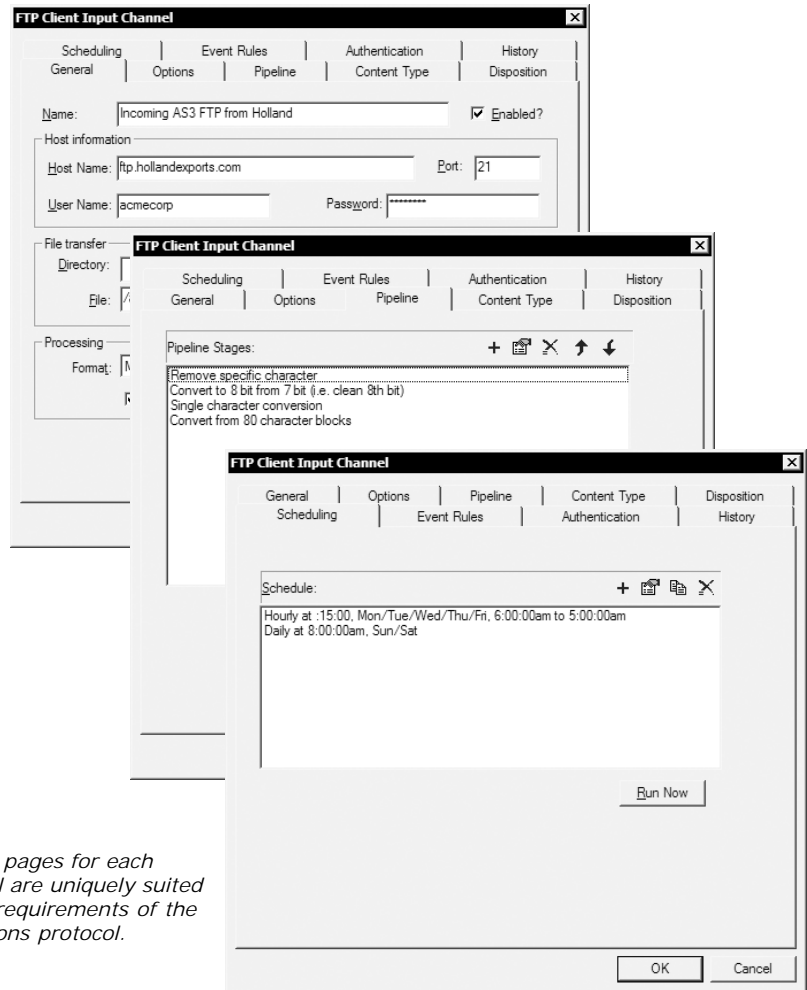 FTP Client Input Channel
Scheduling Event Rules Authentication History
General Options Pipeline Content Type Disposition
Name: Incoming AS3 FTP from Holland Enabled?
Host information
Host Name: ftp.hollandexports.com Port: 21
User Name: acmecorp Password: ********
File transfer
Directory:
File:
Processing
Format:
FTP Client Input Channel
Scheduling Event Rules Authentication History
General Options Pipeline Content Type Disposition
Pipeline Stages:
Remove specific character
Convert to 8 bit from 7 bit (i.e. clean 8th bit)
Single character conversion
Convert from 80 character blocks
FTP Client Input Channel
General Options Pipeline Content Type Disposition
Scheduling Event Rules Authentication History
Schedule:
Hourly at :15:00, Mon/Tue/Wed/Thu/Fri, 6:00:00am to 5:00:00am
Daily at 8:00:00am, Sun/Sat
Run Now
OK Cancel
pages for each
are uniquely suited
requirements of the
ons protocol.